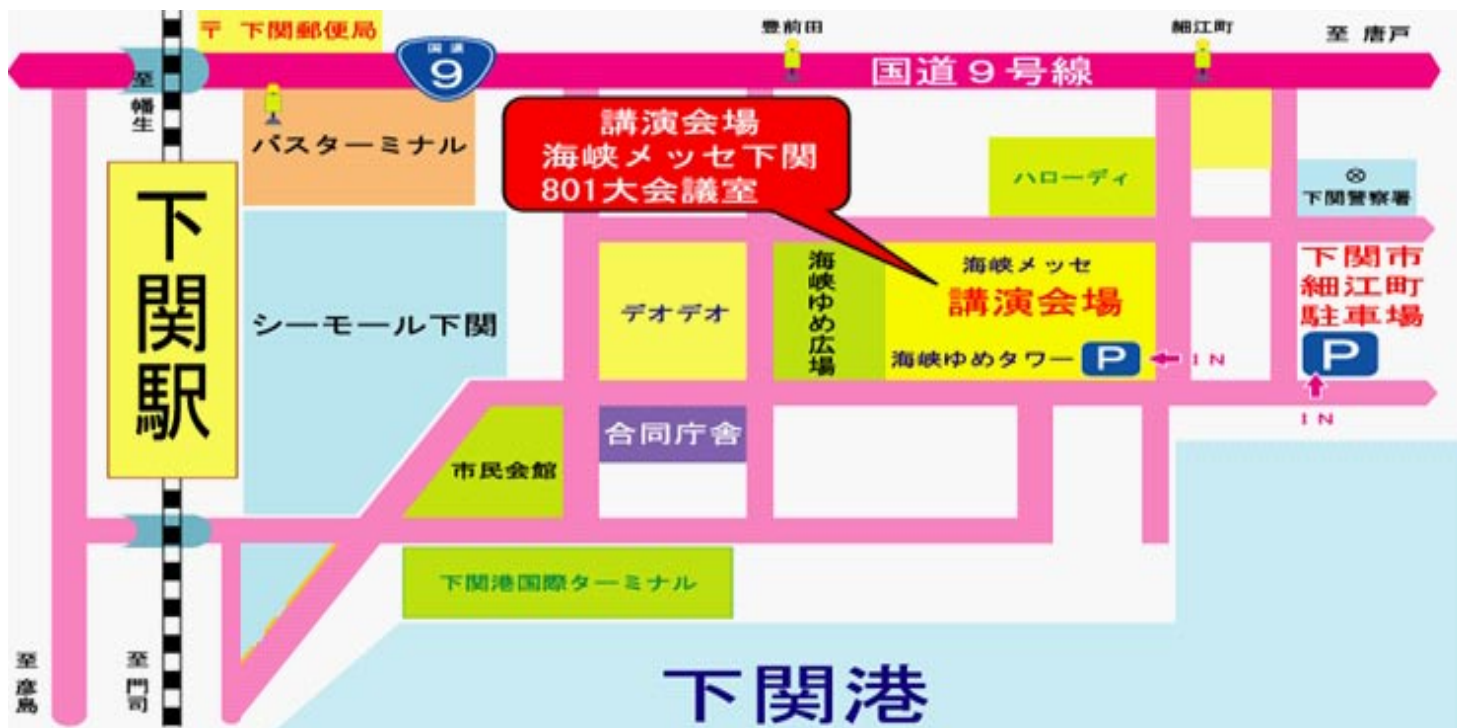 〒 下関郵便局
国道
9
豊前田
細江町
至 唐戸
国道9号線
至幡生
バスターミナル
講演会場
海峡メッセ下関
801大会議室
ハローディ
下関警察署
下関駅
シーモール下関
デオデオ
海峡ゆめ広場
海峡メッセ
講演会場
海峡ゆめタワー P
IN
下関市
細江町
駐車場
P
IN
合同庁舎
市民会館
下関港国際ターミナル
至彦島
至門司
下関港